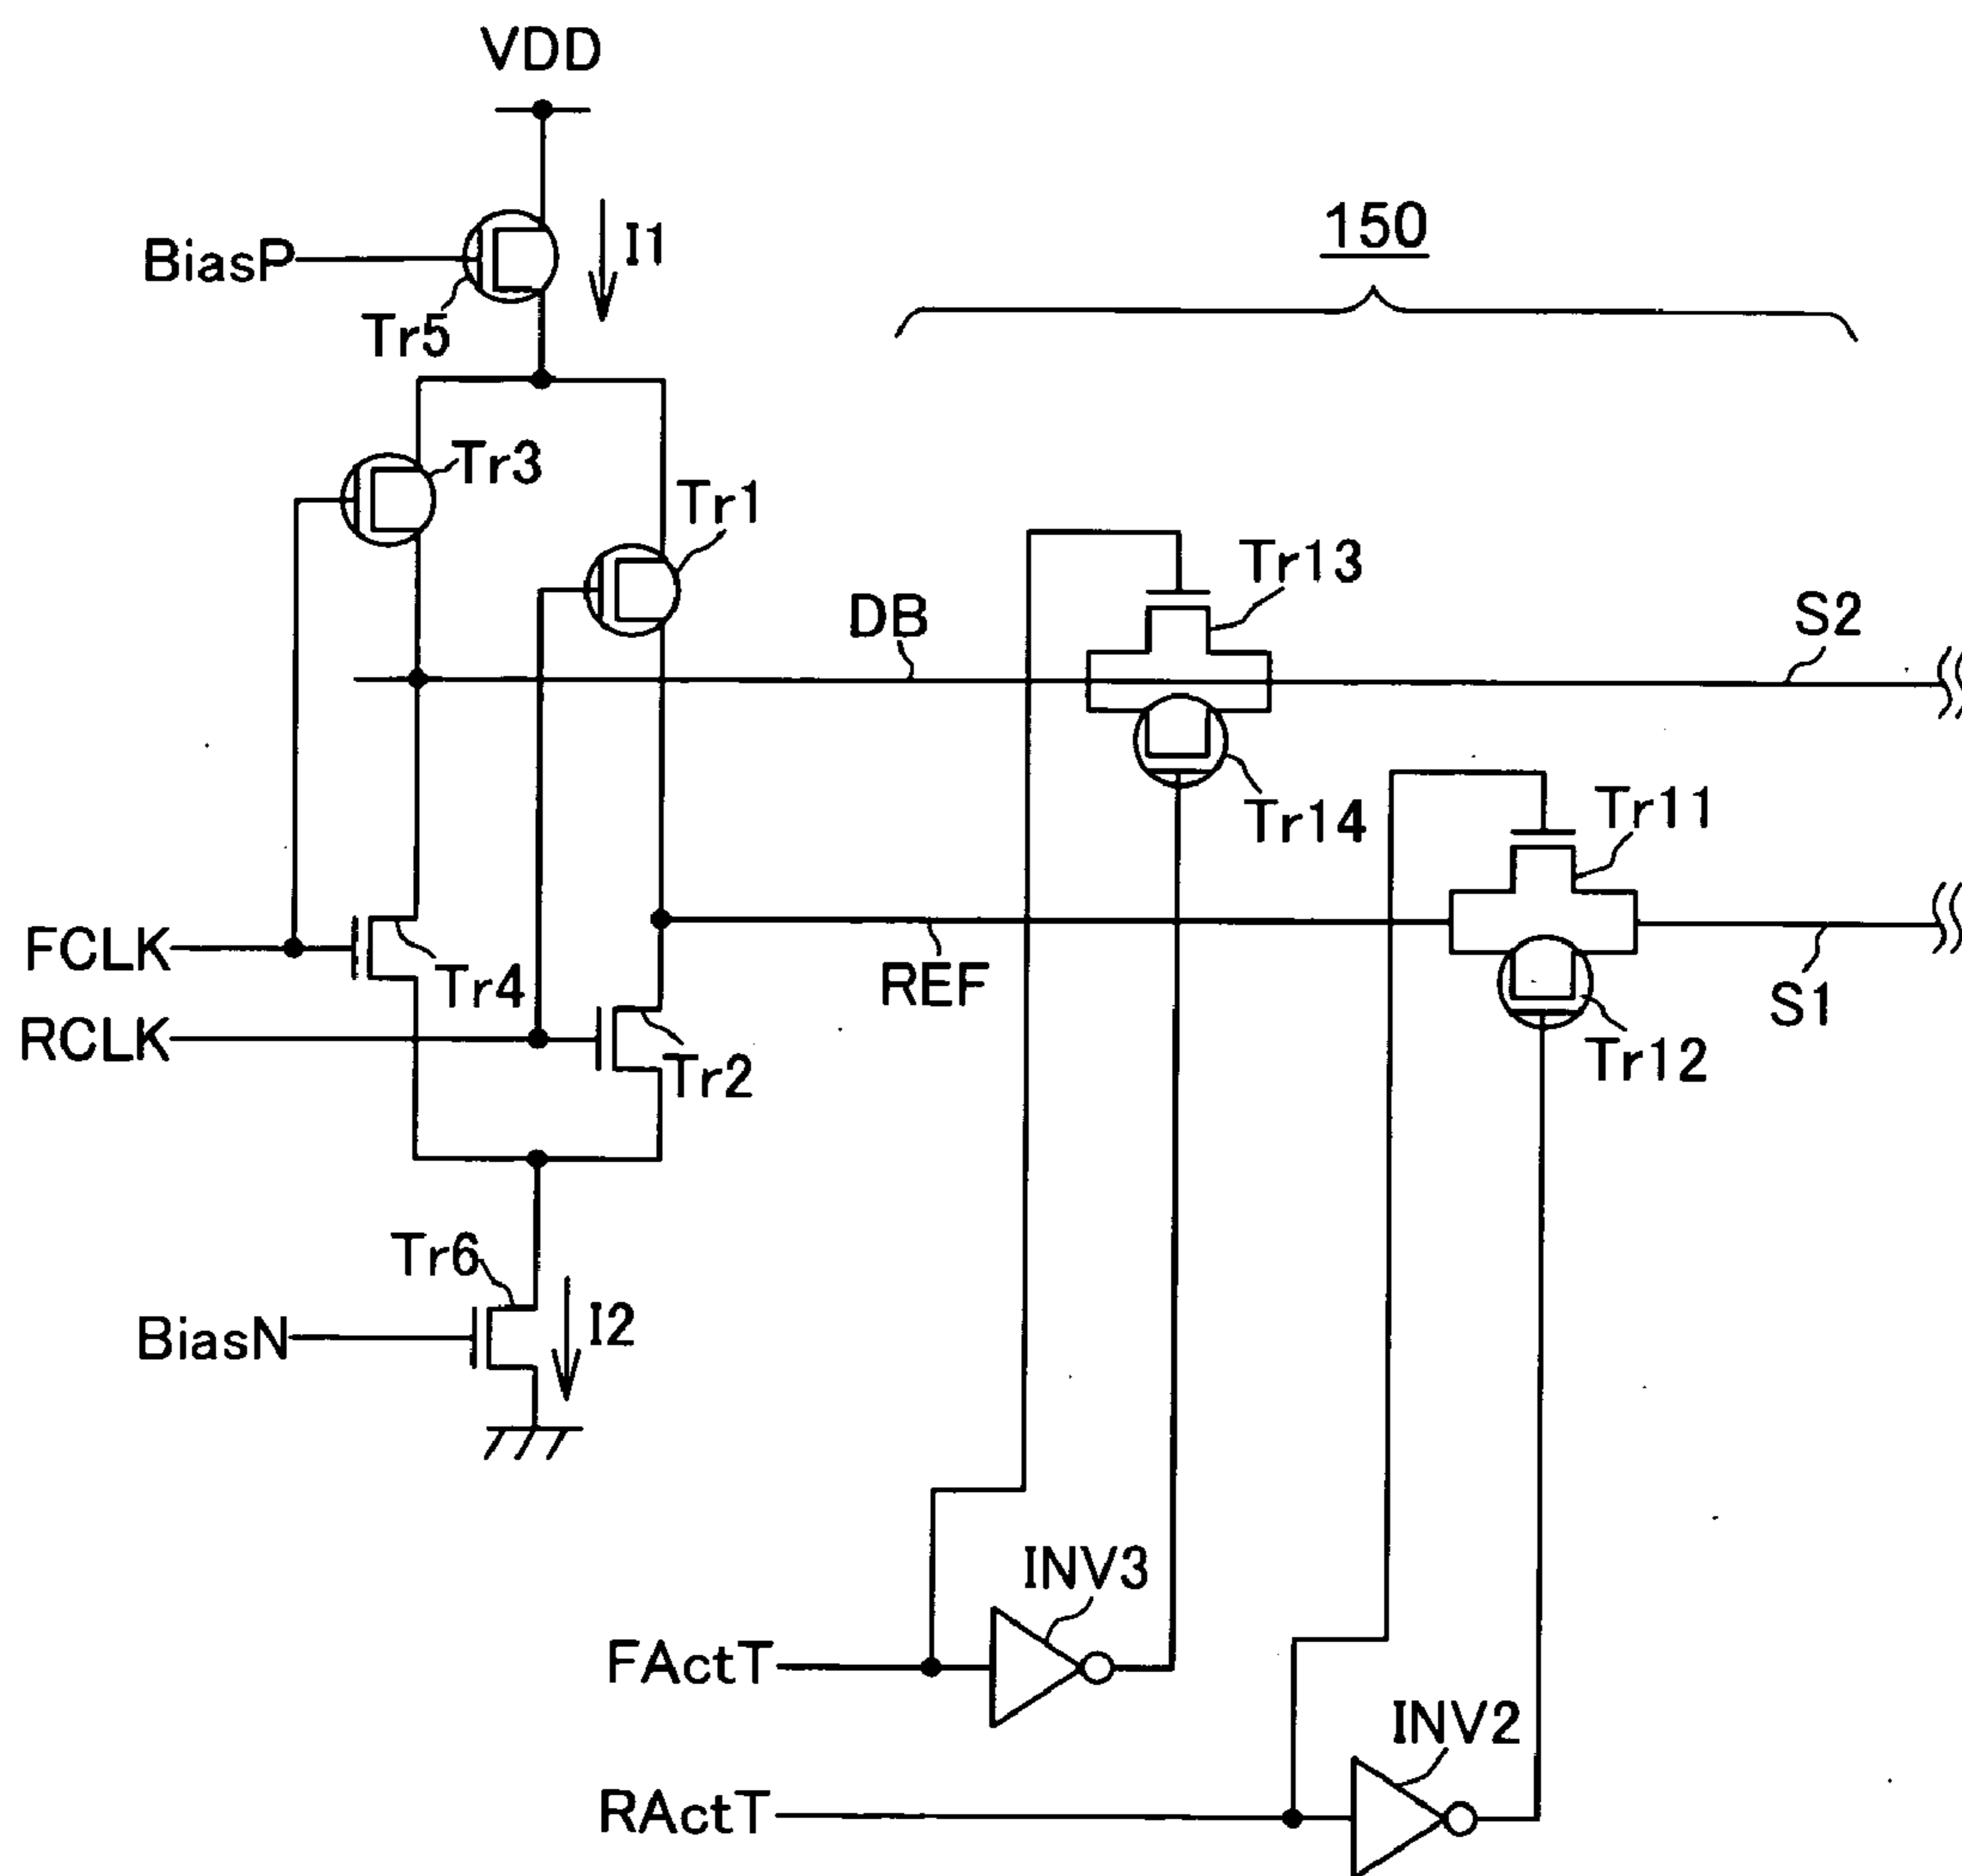 VDD
150
BiasP
I1
Tr5
Tr3
Tr1
Tr13
DB
S2
Tr14
Tr11
FCLK
Tr4
REF
S1
RCLK
Tr2
Tr12
Tr6
BiasN
I2
INV3
FActT
INV2
RActT